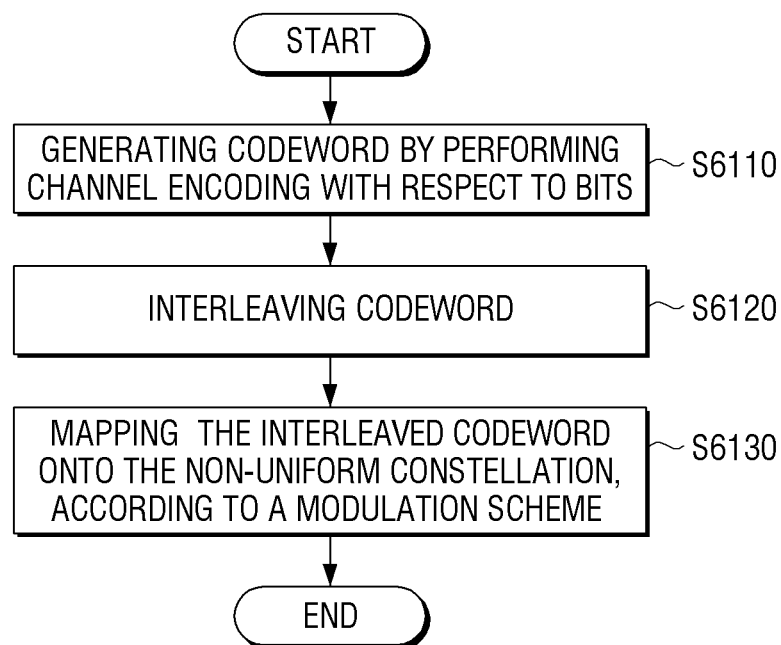 START
GENERATING CODEWORD BY PERFORMING
CHANNEL ENCODING WITH RESPECT TO BITS
S6110
INTERLEAVING CODEWORD
S6120
MAPPING THE INTERLEAVED CODEWORD
ONTO THE NON-UNIFORM CONSTELLATION,
ACCORDING TO A MODULATION SCHEME
S6130
END